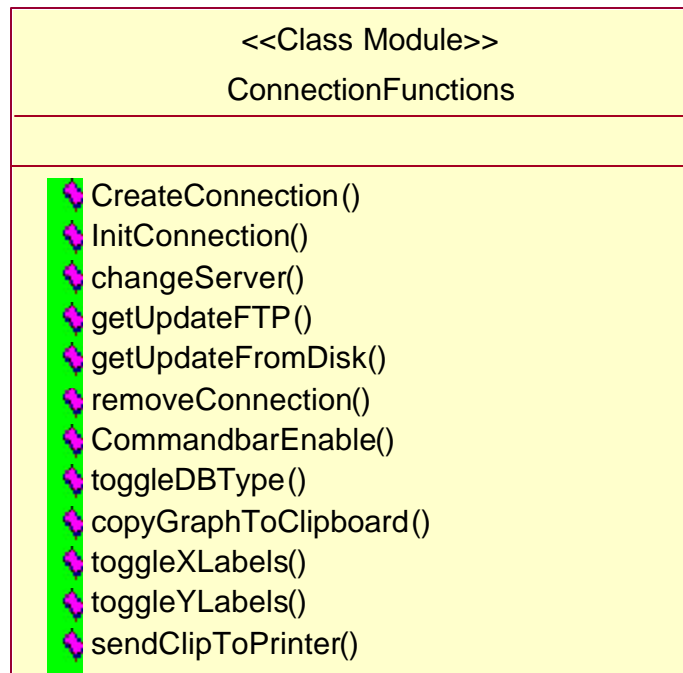 <<Class Module>>
ConnectionFunctions
CreateConnection()
InitConnection()
changeServer()
getUpdateFTP()
getUpdateFromDisk()
removeConnection()
CommandbarEnable()
toggleDBType()
copyGraphToClipboard()
toggleXLabels()
toggleYLabels()
sendClipToPrinter()